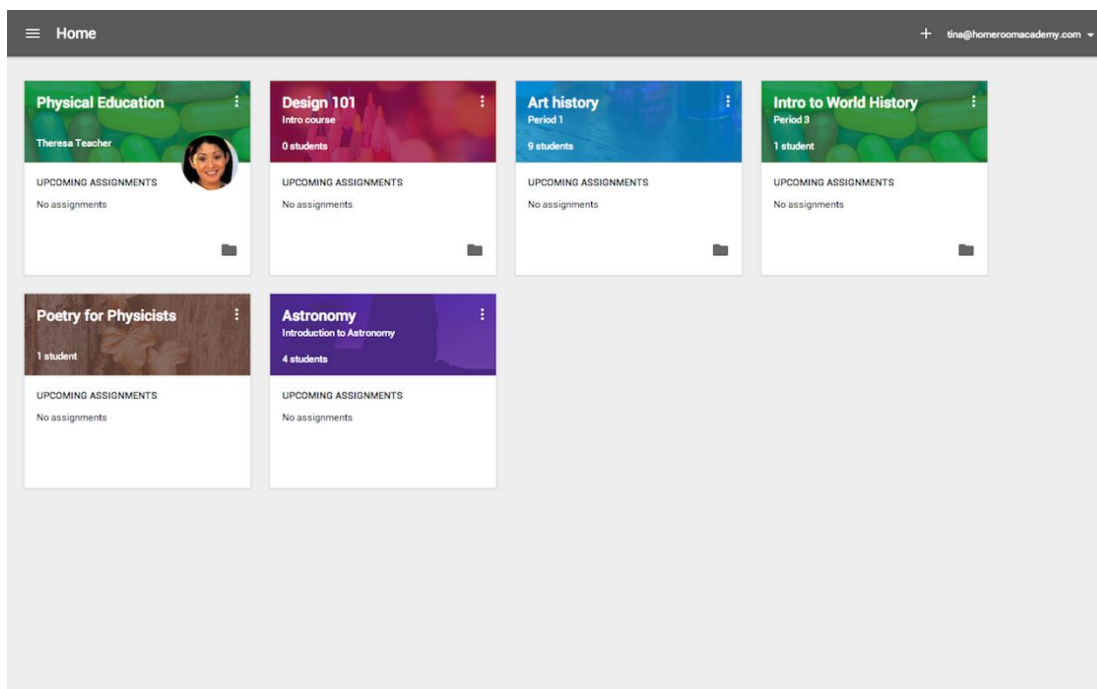 Home
tina@homeroomacademy.com
Physical Education
Theresa Teacher
UPCOMING ASSIGNMENTS
No assignments
Design 101
Intro course
0 students
UPCOMING ASSIGNMENTS
No assignments
Art history
Period 1
9 students
UPCOMING ASSIGNMENTS
No assignments
Intro to World History
Period 3
1 student
UPCOMING ASSIGNMENTS
No assignments
Poetry for Physicists
1 student
UPCOMING ASSIGNMENTS
No assignments
Astronomy
Introduction to Astronomy
4 students
UPCOMING ASSIGNMENTS
No assignments